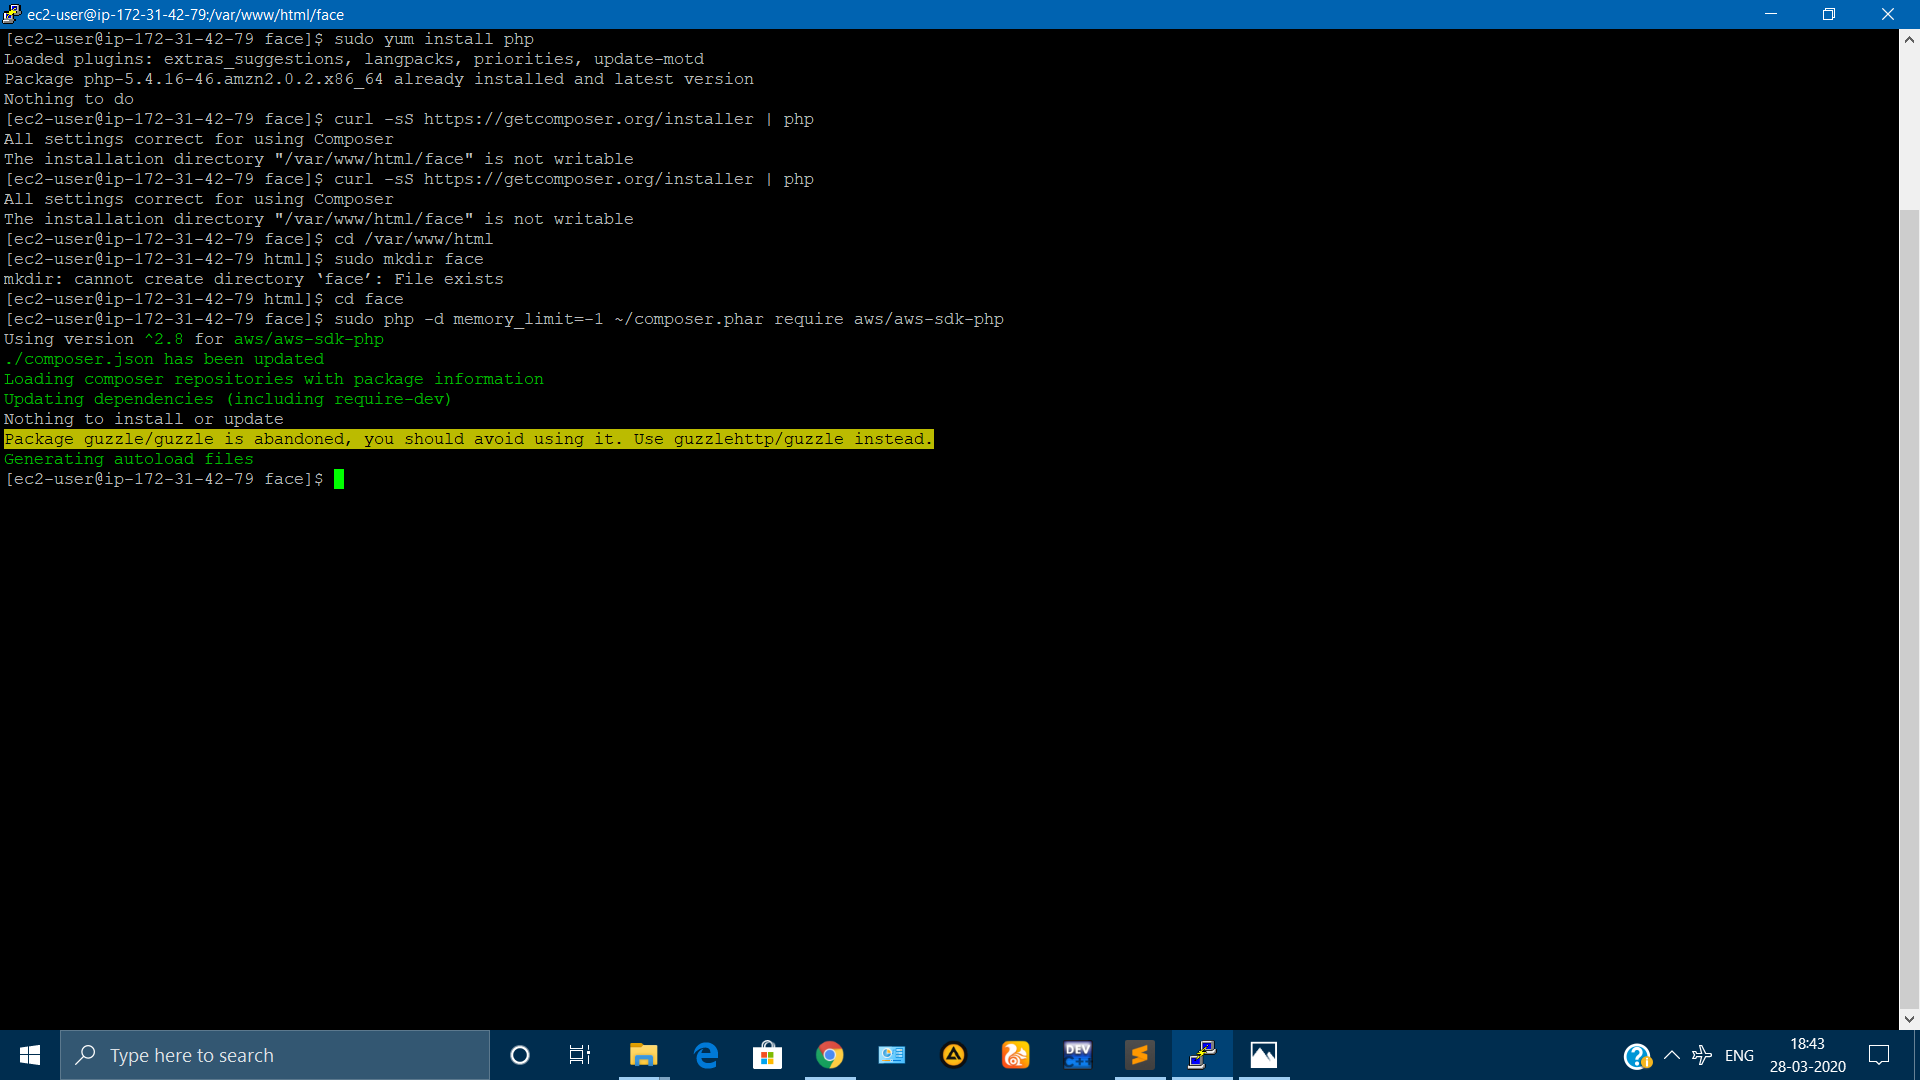 ec2-user@ip-172-31-42-79:/var/www/html/face
[ec2-user@ip-172-31-42-79 face]$ sudo yum install php
Loaded plugins: extras_suggestions, langpacks, priorities, update-motd
Package php-5.4.16-46.amzn2.0.2.x86_64 already installed and latest version
Nothing to do
[ec2-user@ip-172-31-42-79 face]$ curl -sS https://getcomposer.org/installer | php
All settings correct for using Composer
The installation directory "/var/www/html/face" is not writable
[ec2-user@ip-172-31-42-79 face]$ curl -sS https://getcomposer.org/installer | php
All settings correct for using Composer
The installation directory "/var/www/html/face" is not writable
[ec2-user@ip-172-31-42-79 face]$ cd /var/www/html
[ec2-user@ip-172-31-42-79 html]$ sudo mkdir face
mkdir: cannot create directory ‘face’: File exists
[ec2-user@ip-172-31-42-79 html]$ cd face
[ec2-user@ip-172-31-42-79 face]$ sudo php -d memory_limit=-1 ~/composer.phar require aws/aws-sdk-php
Using version ^2.8 for aws/aws-sdk-php
./composer.json has been updated
Loading composer repositories with package information
Updating dependencies (including require-dev)
Nothing to install or update
Package guzzle/guzzle is abandoned, you should avoid using it. Use guzzlehttp/guzzle instead.
Generating autoload files
[ec2-user@ip-172-31-42-79 face]$
Type here to search
DEV
C++
ENG
18:43
28-03-2020